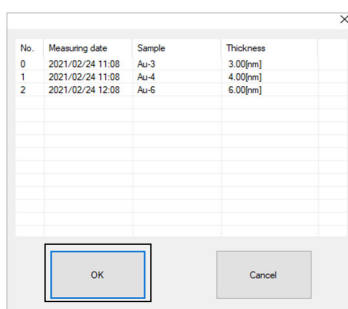 No. Measuring date Sample Thickness
0 2021/02/24 11:08 Au-3 3.00[nm]
1 2021/02/24 11:08 Au-4 4.00[nm]
2 2021/02/24 12:08 Au-6 6.00[nm]
OK Cancel